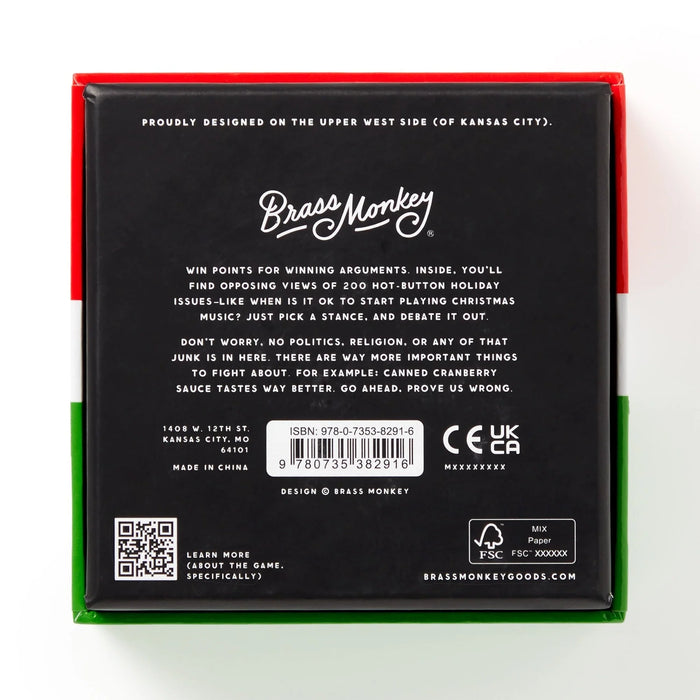 PROUDLY DESIGNED ON THE UPPER WEST SIDE (OF KANSAS CITY).
Brass Monkey®
WIN POINTS FOR WINNING ARGUMENTS. INSIDE, YOU'LL
FIND OPPOSING VIEWS OF 200 HOT-BUTTON HOLIDAY
ISSUES–LIKE WHEN IS IT OK TO START PLAYING CHRISTMAS
MUSIC? JUST PICK A STANCE, AND DEBATE IT OUT.
DON'T WORRY, NO POLITICS, RELIGION, OR ANY OF THAT
JUNK IS IN HERE. THERE ARE WAY MORE IMPORTANT THINGS
TO FIGHT ABOUT. FOR EXAMPLE: CANNED CRANBERRY
SAUCE TASTES WAY BETTER. GO AHEAD, PROVE US WRONG.
1408 W. 12TH ST.
KANSAS CITY, MO
64101
MADE IN CHINA
ISBN: 978-0-7353-8291-6
9 780735 382916
DESIGN © BRASS MONKEY
CE UK
CA
MXXXXXXXXX
LEARN MORE
(ABOUT THE GAME,
SPECIFICALLY)
FSC
MIX
Paper
FSC™ XXXXXX
BRASSMONKEYGOODS.COM